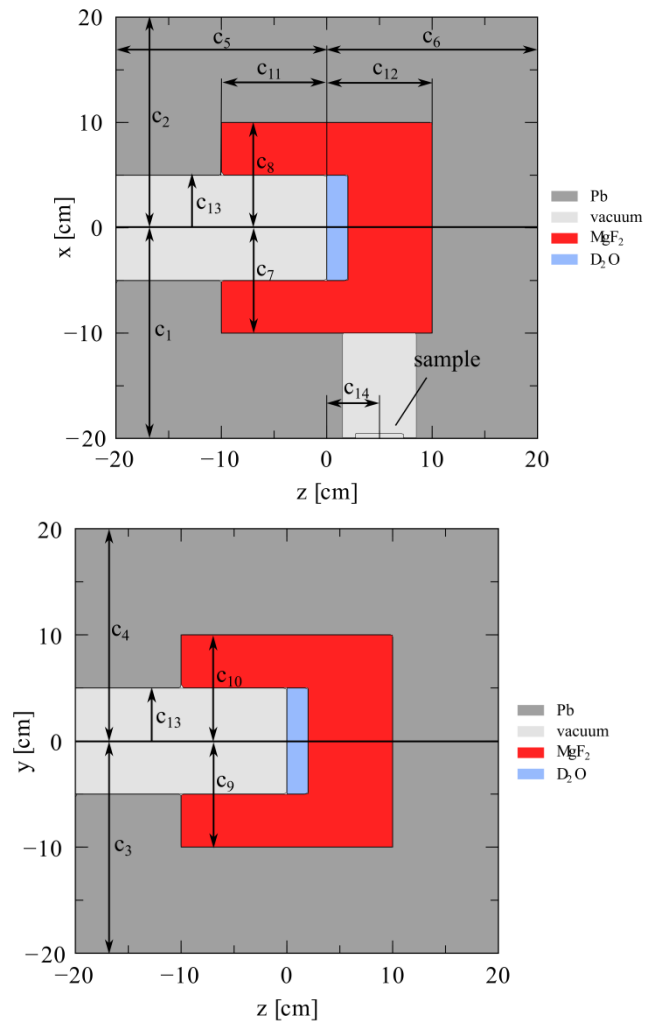 20
c₅
c₆
c₁₁
c₁₂
c₂
10
c₈
Pb
vacuum
MgF₂
D₂O
c₁₃
x [cm]
0
c₇
−10
c₁
sample
c₁₄
−20
−20
−10
0
10
20
z [cm]
20
c₄
10
c₁₀
Pb
vacuum
MgF₂
D₂O
c₁₃
y [cm]
0
c₉
c₃
−10
−20
−20
−10
0
10
20
z [cm]